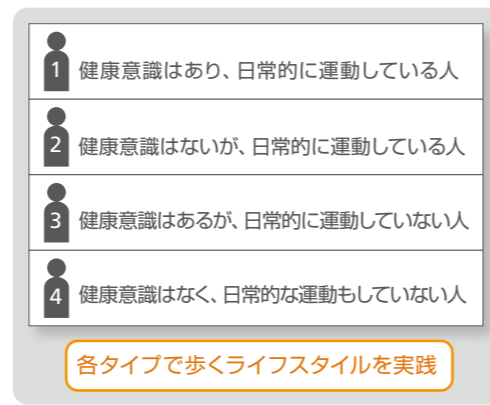 1 健康意識はあり、日常的に運動している人
2 健康意識はないが、日常的に運動している人
3 健康意識はあるが、日常的に運動していない人
4 健康意識はなく、日常的な運動もしていない人
各タイプで歩くライフスタイルを実践